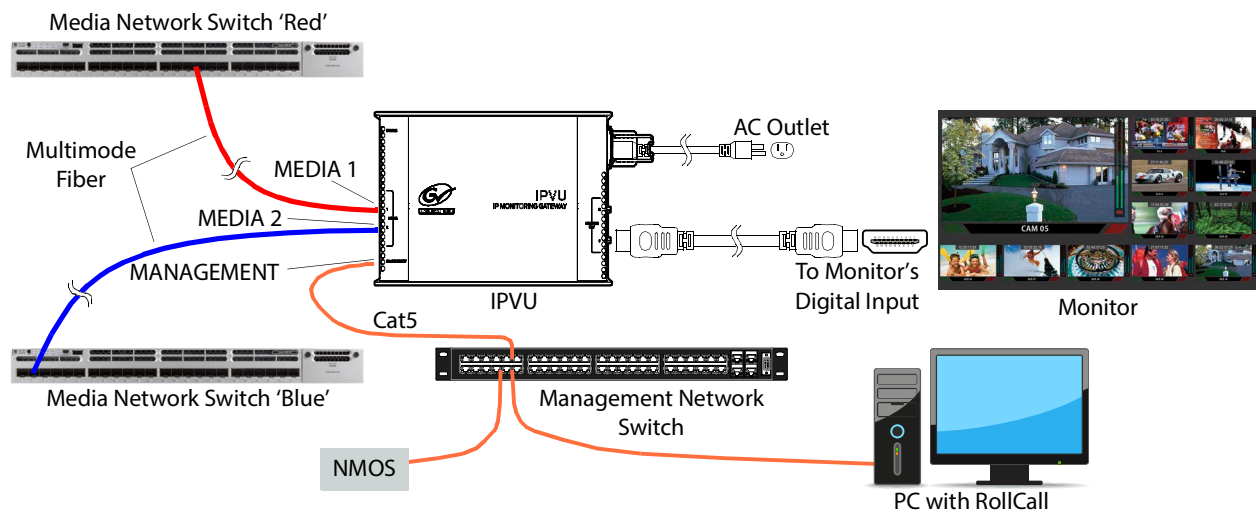 Media Network Switch ‘Red’
Multimode
Fiber
MEDIA 1
MEDIA 2
MANAGEMENT
IPVU
IP MONITORING GATEWAY
IPVU
AC Outlet
To Monitor’s
Digital Input
CAM 05
Monitor
Cat5
Media Network Switch ‘Blue’
Management Network
Switch
NMOS
PC with RollCall